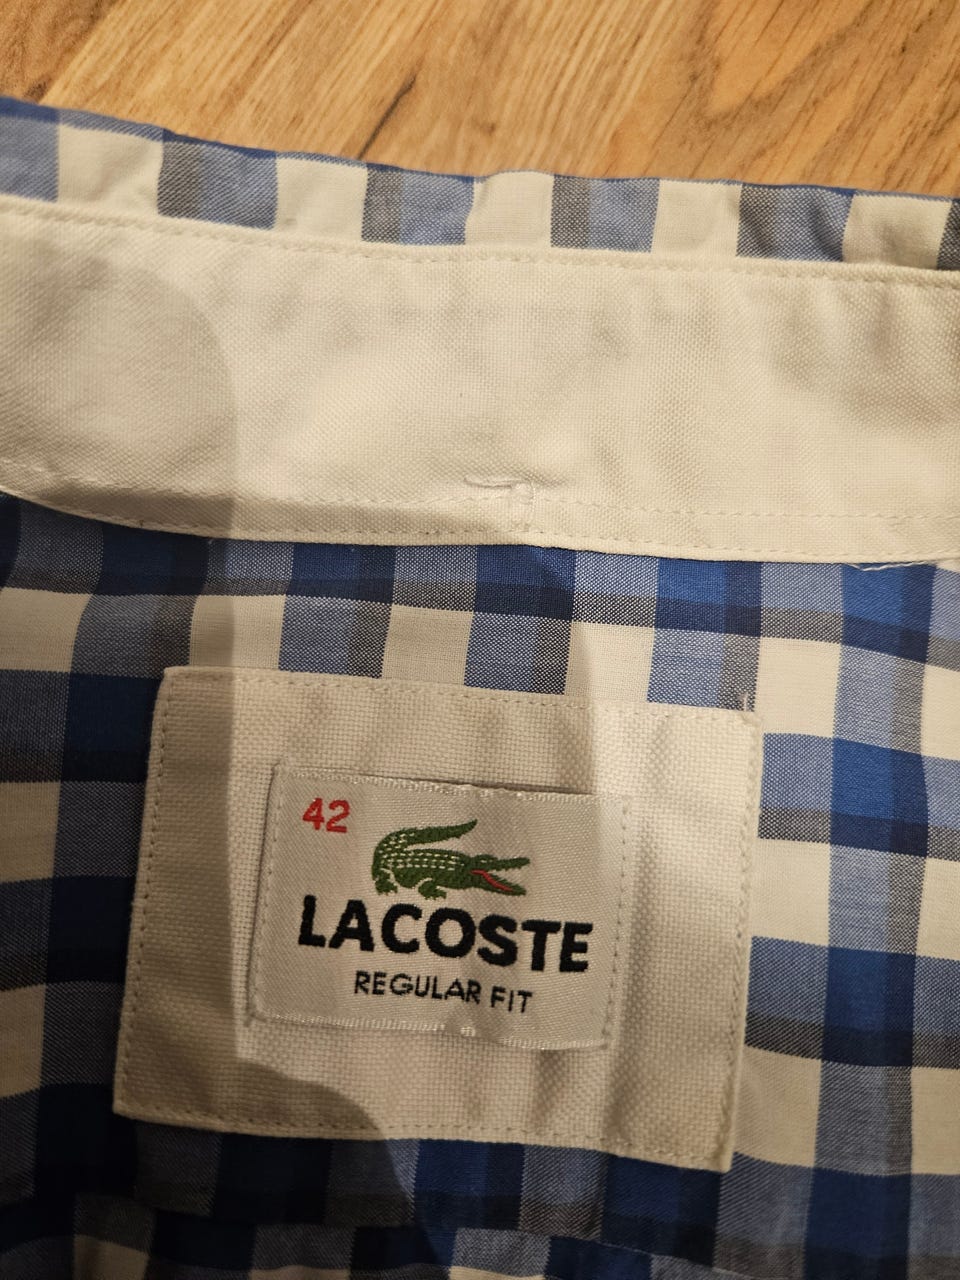 42
LACOSTE
REGULAR FIT